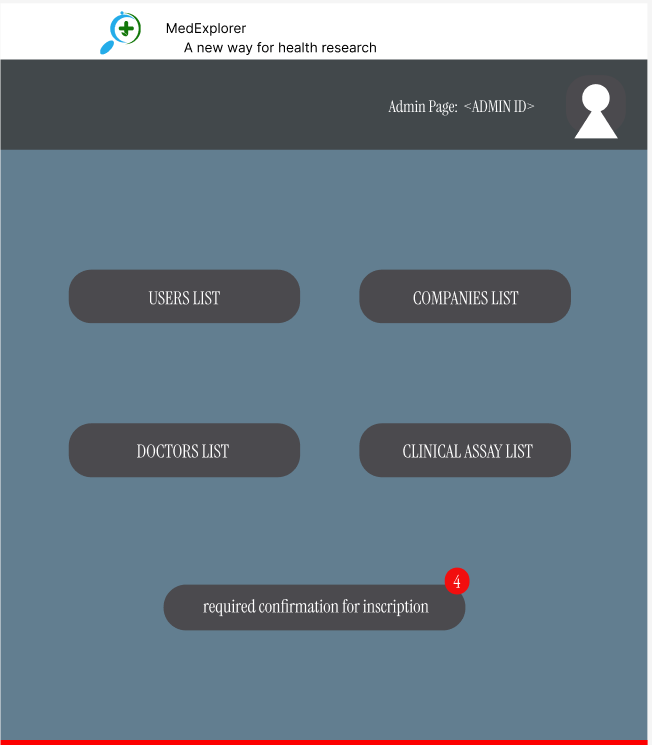 MedExplorer
A new way for health research
Admin Page: <ADMIN ID>
USERS LIST
COMPANIES LIST
DOCTORS LIST
CLINICAL ASSAY LIST
4
required confirmation for inscription